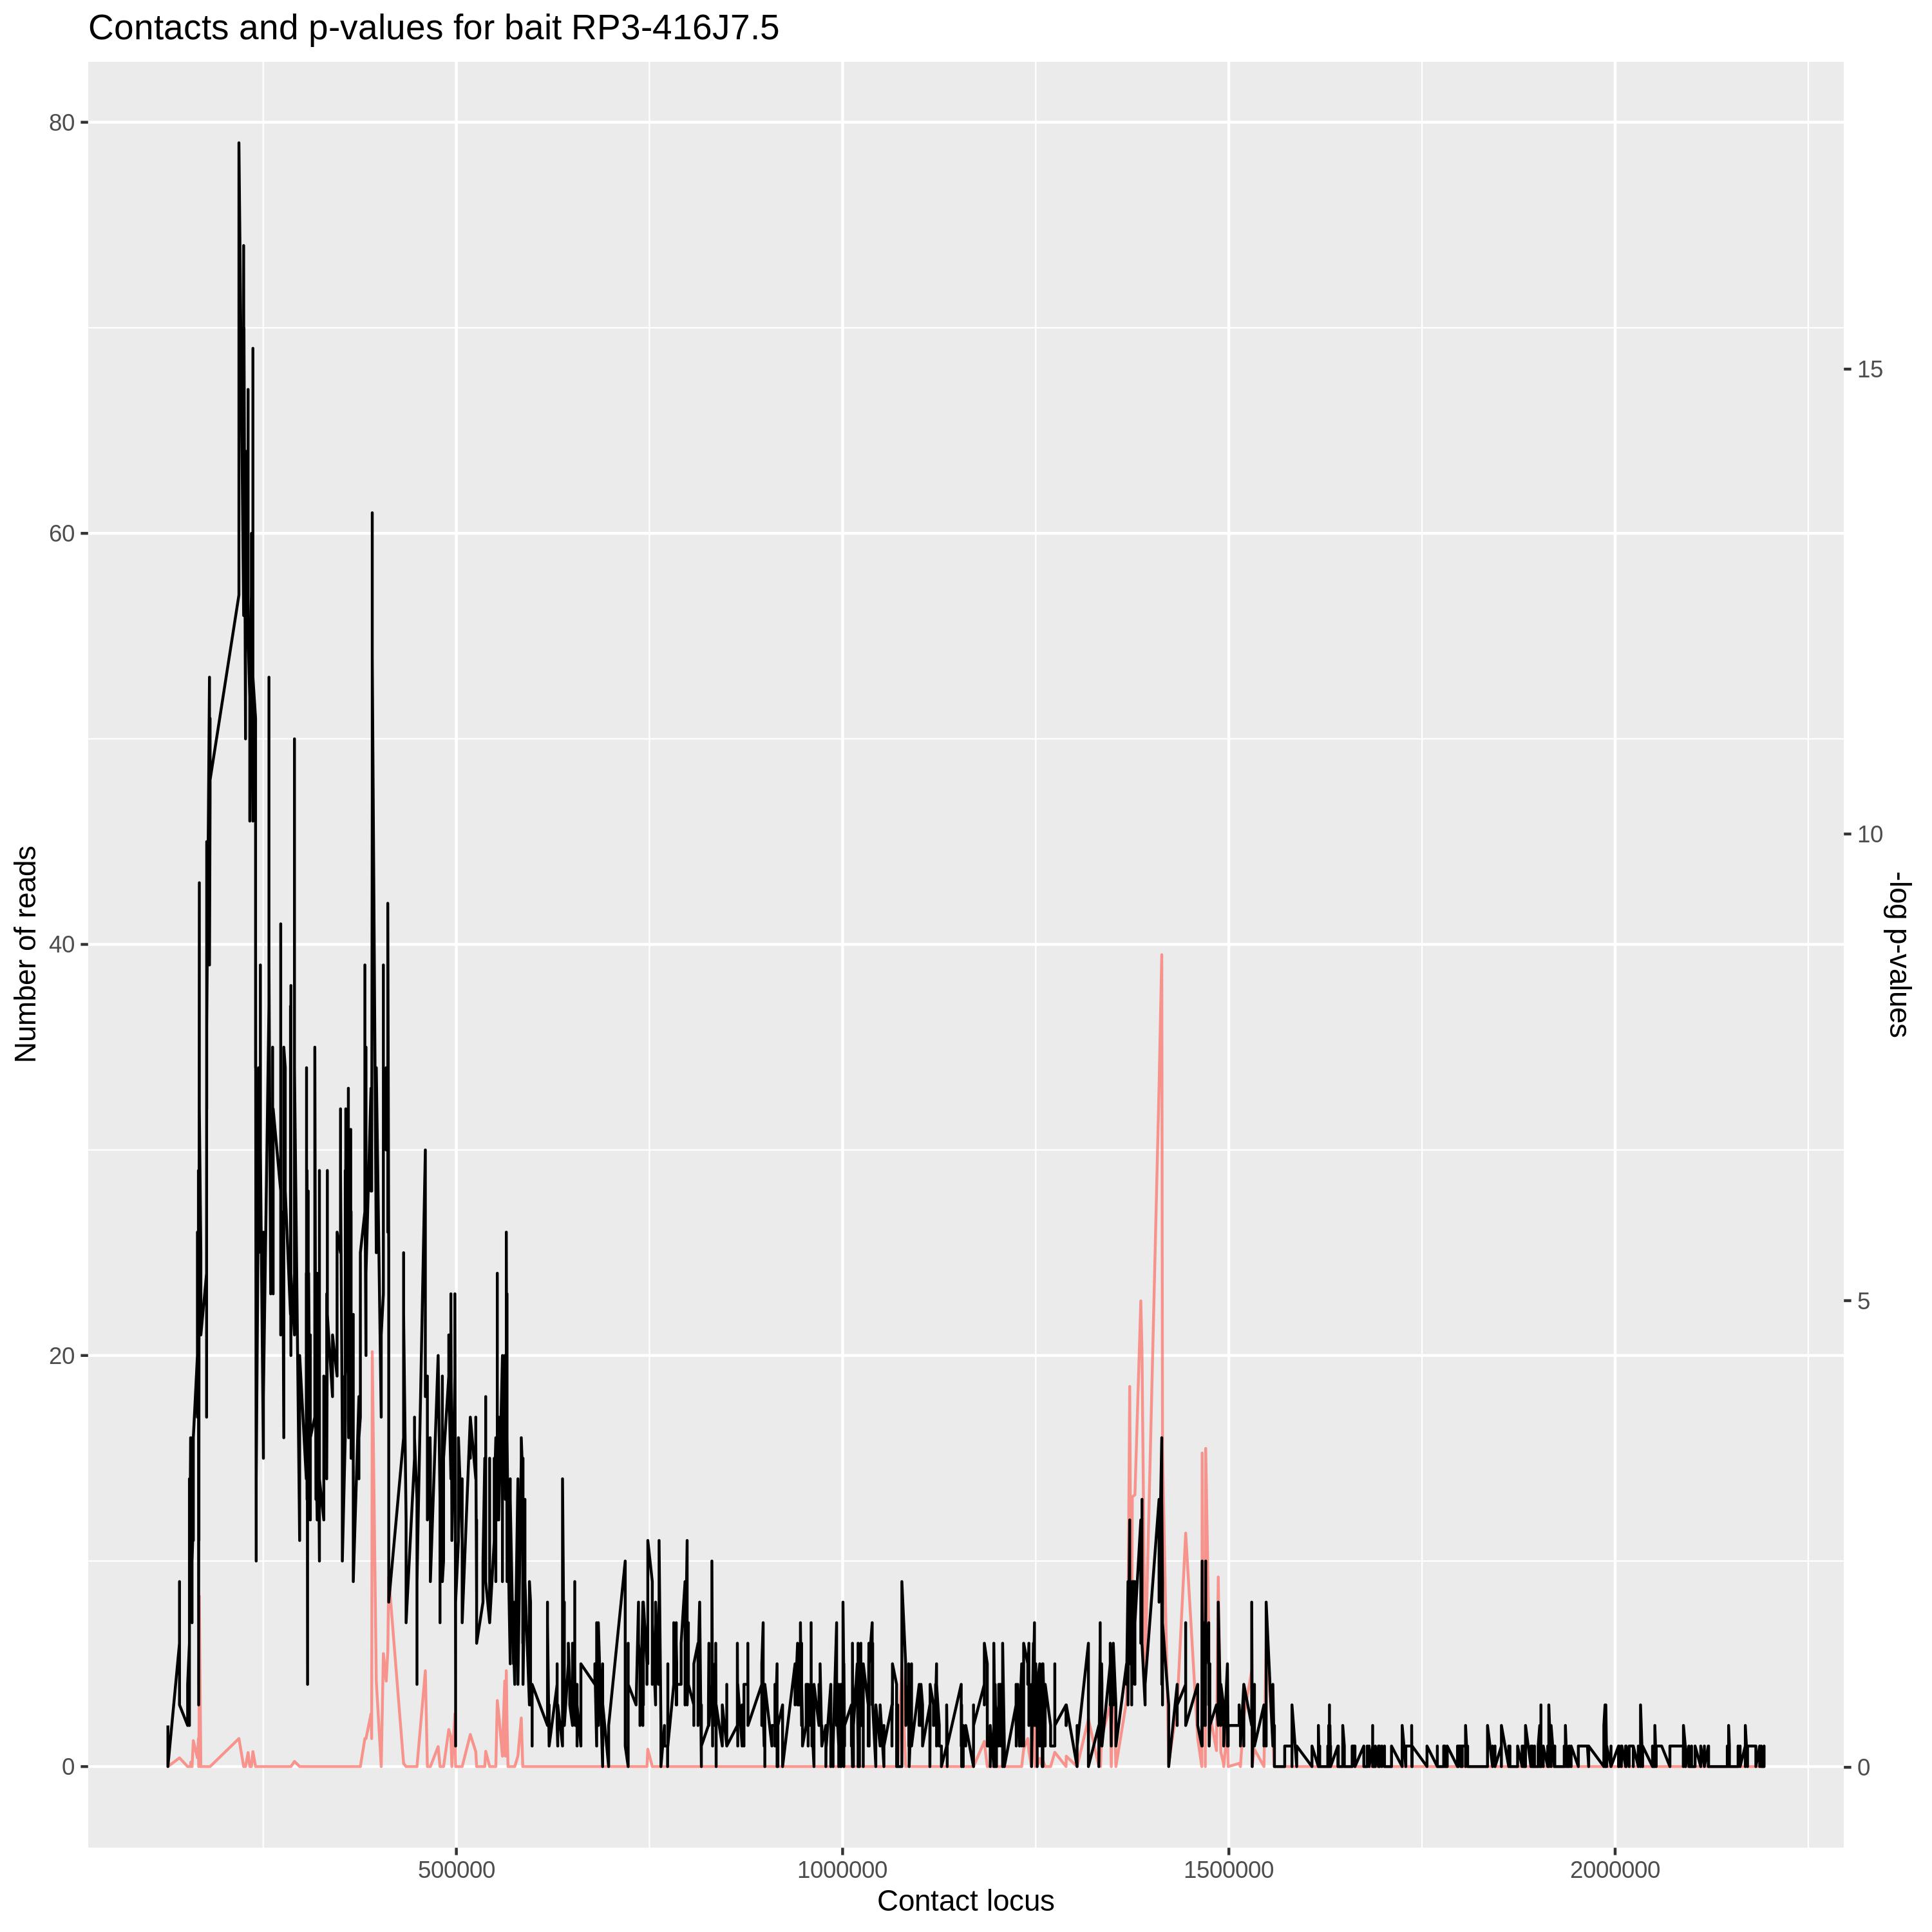 Contacts and p-values for bait RP3-416J7.5
80
60
40
20
0
Number of reads
15
10
5
0
-log p-values
500000 1000000 1500000 2000000
Contact locus